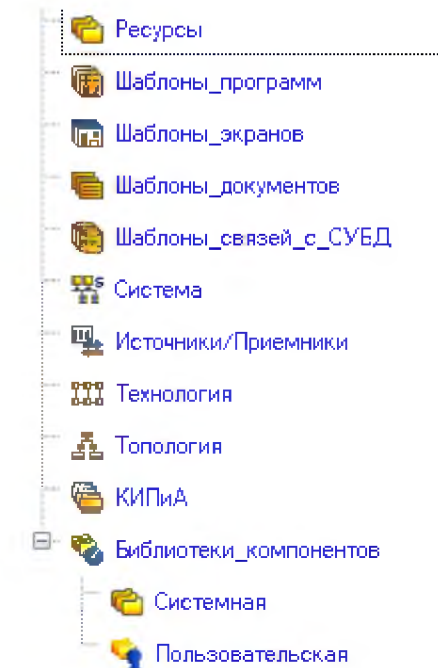 Ресурсы
Шаблоны_программ
Шаблоны_экранов
Шаблоны_документов
Шаблоны_связей_с_СУБД
Система
Источники/Приемники
Технология
Топология
КИПиА
Библиотеки_компонентов
Системная
Пользовательская